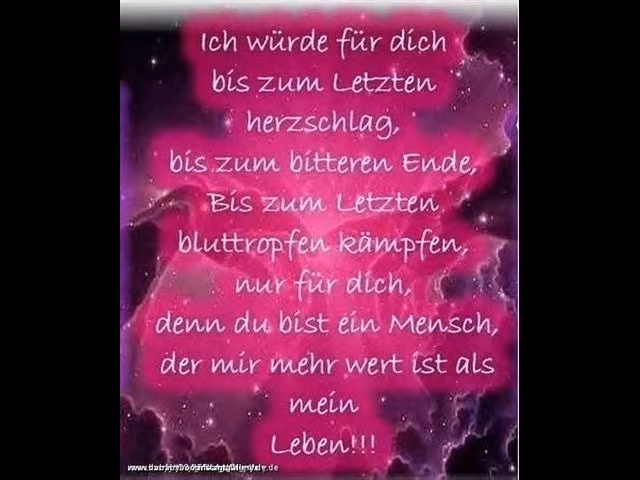 Ich würde für dich
bis zum Letzten
herzschlag,
bis zum bitteren Ende,
Bis zum Letzten
bluttropfen kämpfen,
nur für dich,
denn du bist ein Mensch,
der mir mehr wert ist als
mein
Leben!!!